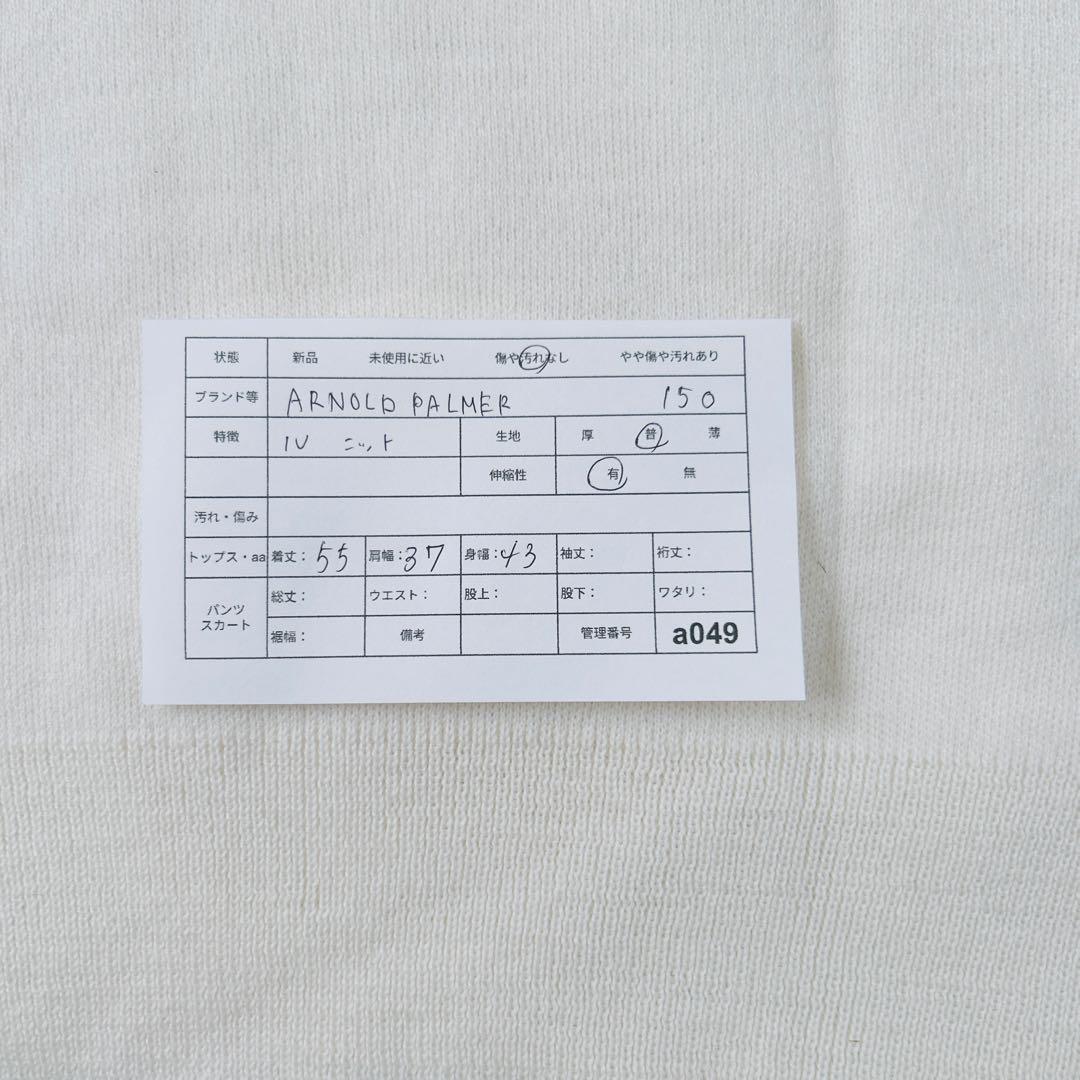 状態 新品 未使用に近い 傷や汚れなし やや傷や汚れあり
ブランド等 ARNOLD PALMER 150
特徴 IV ニット 生地 厚 普 薄
伸縮性 有 無
汚れ・傷み
トップス・aa 着丈：55 肩幅：37 身幅：43 袖丈： 裄丈：
パンツ スカート 総丈： ウエスト： 股上： 股下： ワタリ：
裾幅： 備考 管理番号 a049